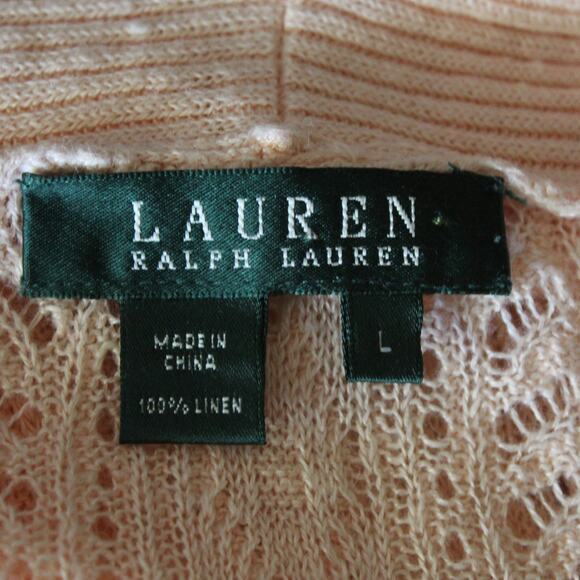 LAUREN
RALPH LAUREN
MADE IN
CHINA
100% LINEN
L